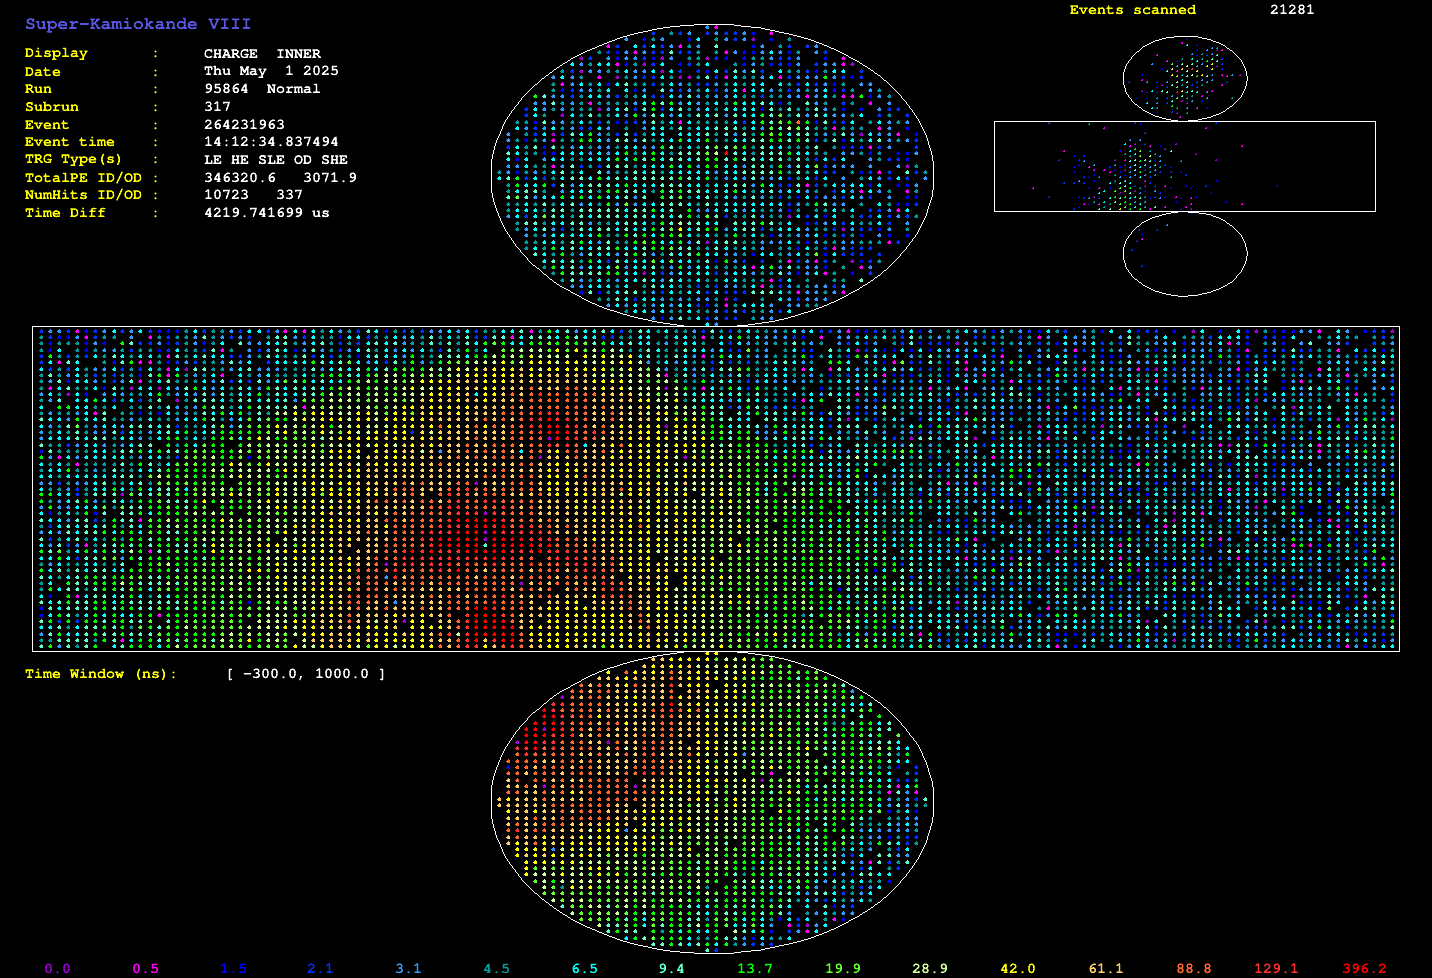 Super-Kamiokande VIII
Events scanned 21281
Display : CHARGE INNER
Date : Thu May 1 2025
Run : 95864 Normal
Subrun : 317
Event : 264231963
Event time : 14:12:34.837494
TRG Type(s) : LE HE SLE OD SHE
TotalPE ID/OD : 346320.6 3071.9
NumHits ID/OD : 10723 337
Time Diff : 4219.741699 us
Time Window (ns): [ -300.0, 1000.0 ]
0.0 0.5 1.5 2.1 3.1 4.5 6.5 9.4 13.7 19.9 28.9 42.0 61.1 88.8 129.1 396.2